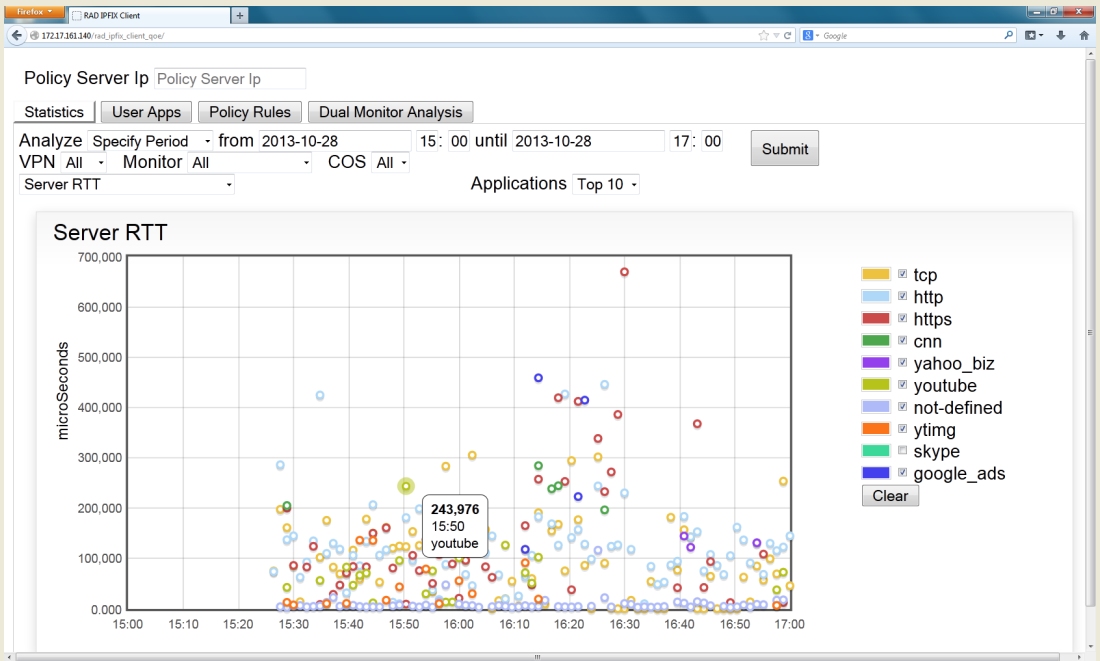 Firefox
RAD IPFIX Client
172.17.161.140/rad_ipfix_client_qoe/
Google
Policy Server Ip Policy Server Ip
Statistics User Apps Policy Rules Dual Monitor Analysis
Analyze Specify Period from 2013-10-28 15 : 00 until 2013-10-28 17 : 00 Submit
VPN All Monitor All COS All
Server RTT Applications Top 10
Server RTT
700,000
600,000
500,000
400,000
300,000
200,000
100,000
0.000
microSeconds
15:00 15:10 15:20 15:30 15:40 15:50 16:00 16:10 16:20 16:30 16:40 16:50 17:00
243,976
15:50
youtube
tcp
http
https
cnn
yahoo_biz
youtube
not-defined
ytimg
skype
google_ads
Clear